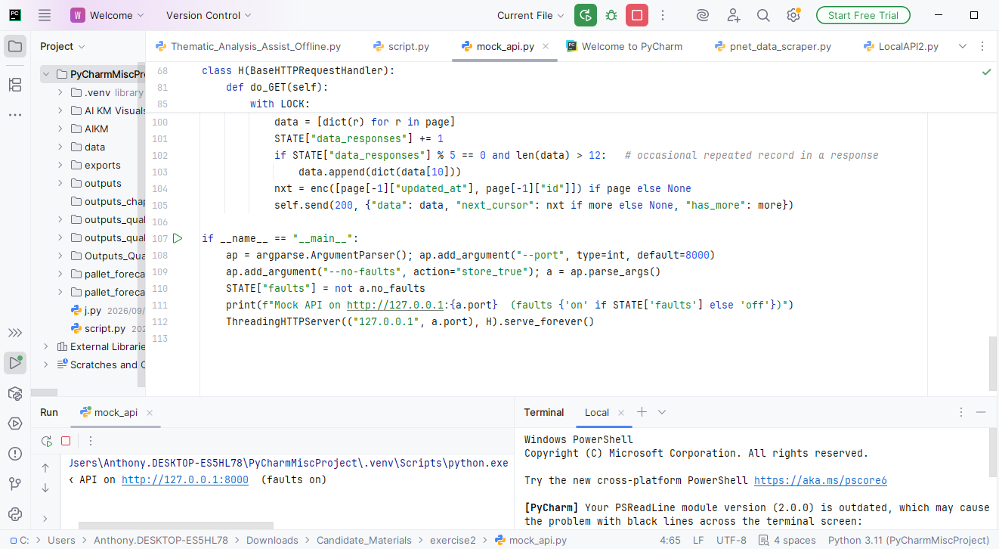 PC W Welcome Version Control Current File Start Free Trial
Project
Thematic_Analysis_Assist_Offline.py script.py mock_api.py Welcome to PyCharm pnet_data_scraper.py LocalAPI2.py
PyCharmMiscPro
.venv library
AI KM Visuals
AIKM
data
exports
outputs
outputs_chap
outputs_qual
outputs_qual
Outputs_Qua
pallet_foreca
pallet_foreca
j.py 2026/09/
script.py 202
External Librarie
Scratches and C
68 class H(BaseHTTPRequestHandler):
81 def do_GET(self):
85 with LOCK:
100 data = [dict(r) for r in page]
101 STATE["data_responses"] += 1
102 if STATE["data_responses"] % 5 == 0 and len(data) > 12: # occasional repeated record in a response
103 data.append(dict(data[10]))
104 nxt = enc([page[-1]["updated_at"], page[-1]["id"]]) if page else None
105 self.send(200, {"data": data, "next_cursor": nxt if more else None, "has_more": more})
106
107 if __name__ == "__main__":
108 ap = argparse.ArgumentParser(); ap.add_argument("--port", type=int, default=8000)
109 ap.add_argument("--no-faults", action="store_true"); a = ap.parse_args()
110 STATE["faults"] = not a.no_faults
111 print(f"Mock API on http://127.0.0.1:{a.port} (faults {'on' if STATE['faults'] else 'off'})")
112 ThreadingHTTPServer(("127.0.0.1", a.port), H).serve_forever()
113
Run mock_api
Jsers\Anthony.DESKTOP-ES5HL78\PyCharmMiscProject\.venv\Scripts\python.exe
API on http://127.0.0.1:8000 (faults on)
Terminal Local
Windows PowerShell
Copyright (C) Microsoft Corporation. All rights reserved.
Try the new cross-platform PowerShell https://aka.ms/pscore6
[PyCharm] Your PSReadLine module version (2.0.0) is outdated, which may cause
the problem with black lines across the terminal screen:
C: > Users > Anthony.DESKTOP-ES5HL78 > Downloads > Candidate_Materials > exercise2 > mock_api.py 4:65 LF UTF-8 4 spaces Python 3.11 (PyCharmMiscProject)